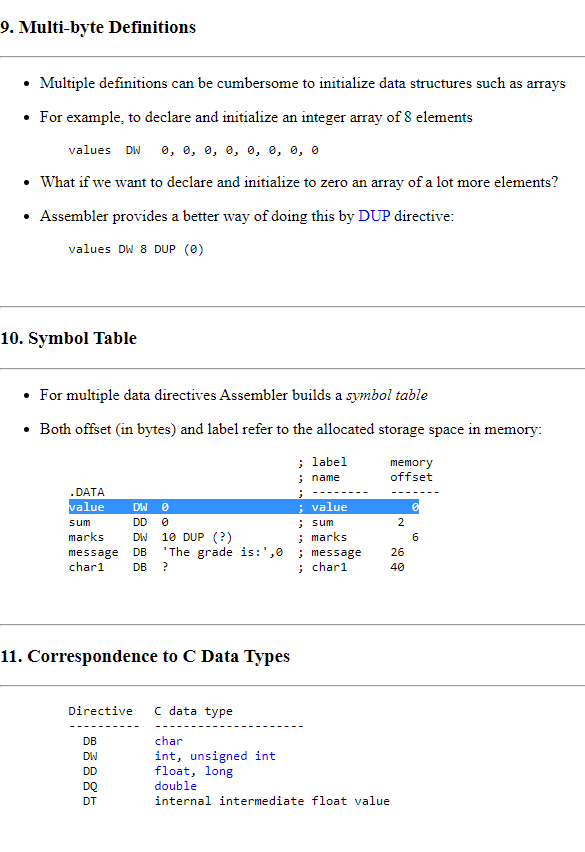 9. Multi-byte Definitions
• Multiple definitions can be cumbersome to initialize data structures such as arrays
• For example, to declare and initialize an integer array of 8 elements
values  DW   0, 0, 0, 0, 0, 0, 0, 0
• What if we want to declare and initialize to zero an array of a lot more elements?
• Assembler provides a better way of doing this by DUP directive:
values DW 8 DUP (0)
10. Symbol Table
• For multiple data directives Assembler builds a symbol table
• Both offset (in bytes) and label refer to the allocated storage space in memory:
                                ; label      memory
                                ; name       offset
.DATA                           ; --------   -------
value    DW  0                  ; value         0
sum      DD  0                  ; sum         2
marks    DW  10 DUP (?)         ; marks         6
message  DB  'The grade is:',0  ; message    26
char1    DB  ?                  ; char1      40
11. Correspondence to C Data Types
Directive   C data type
----------  ---------------------
  DB        char
  DW        int, unsigned int
  DD        float, long
  DQ        double
  DT        internal intermediate float value